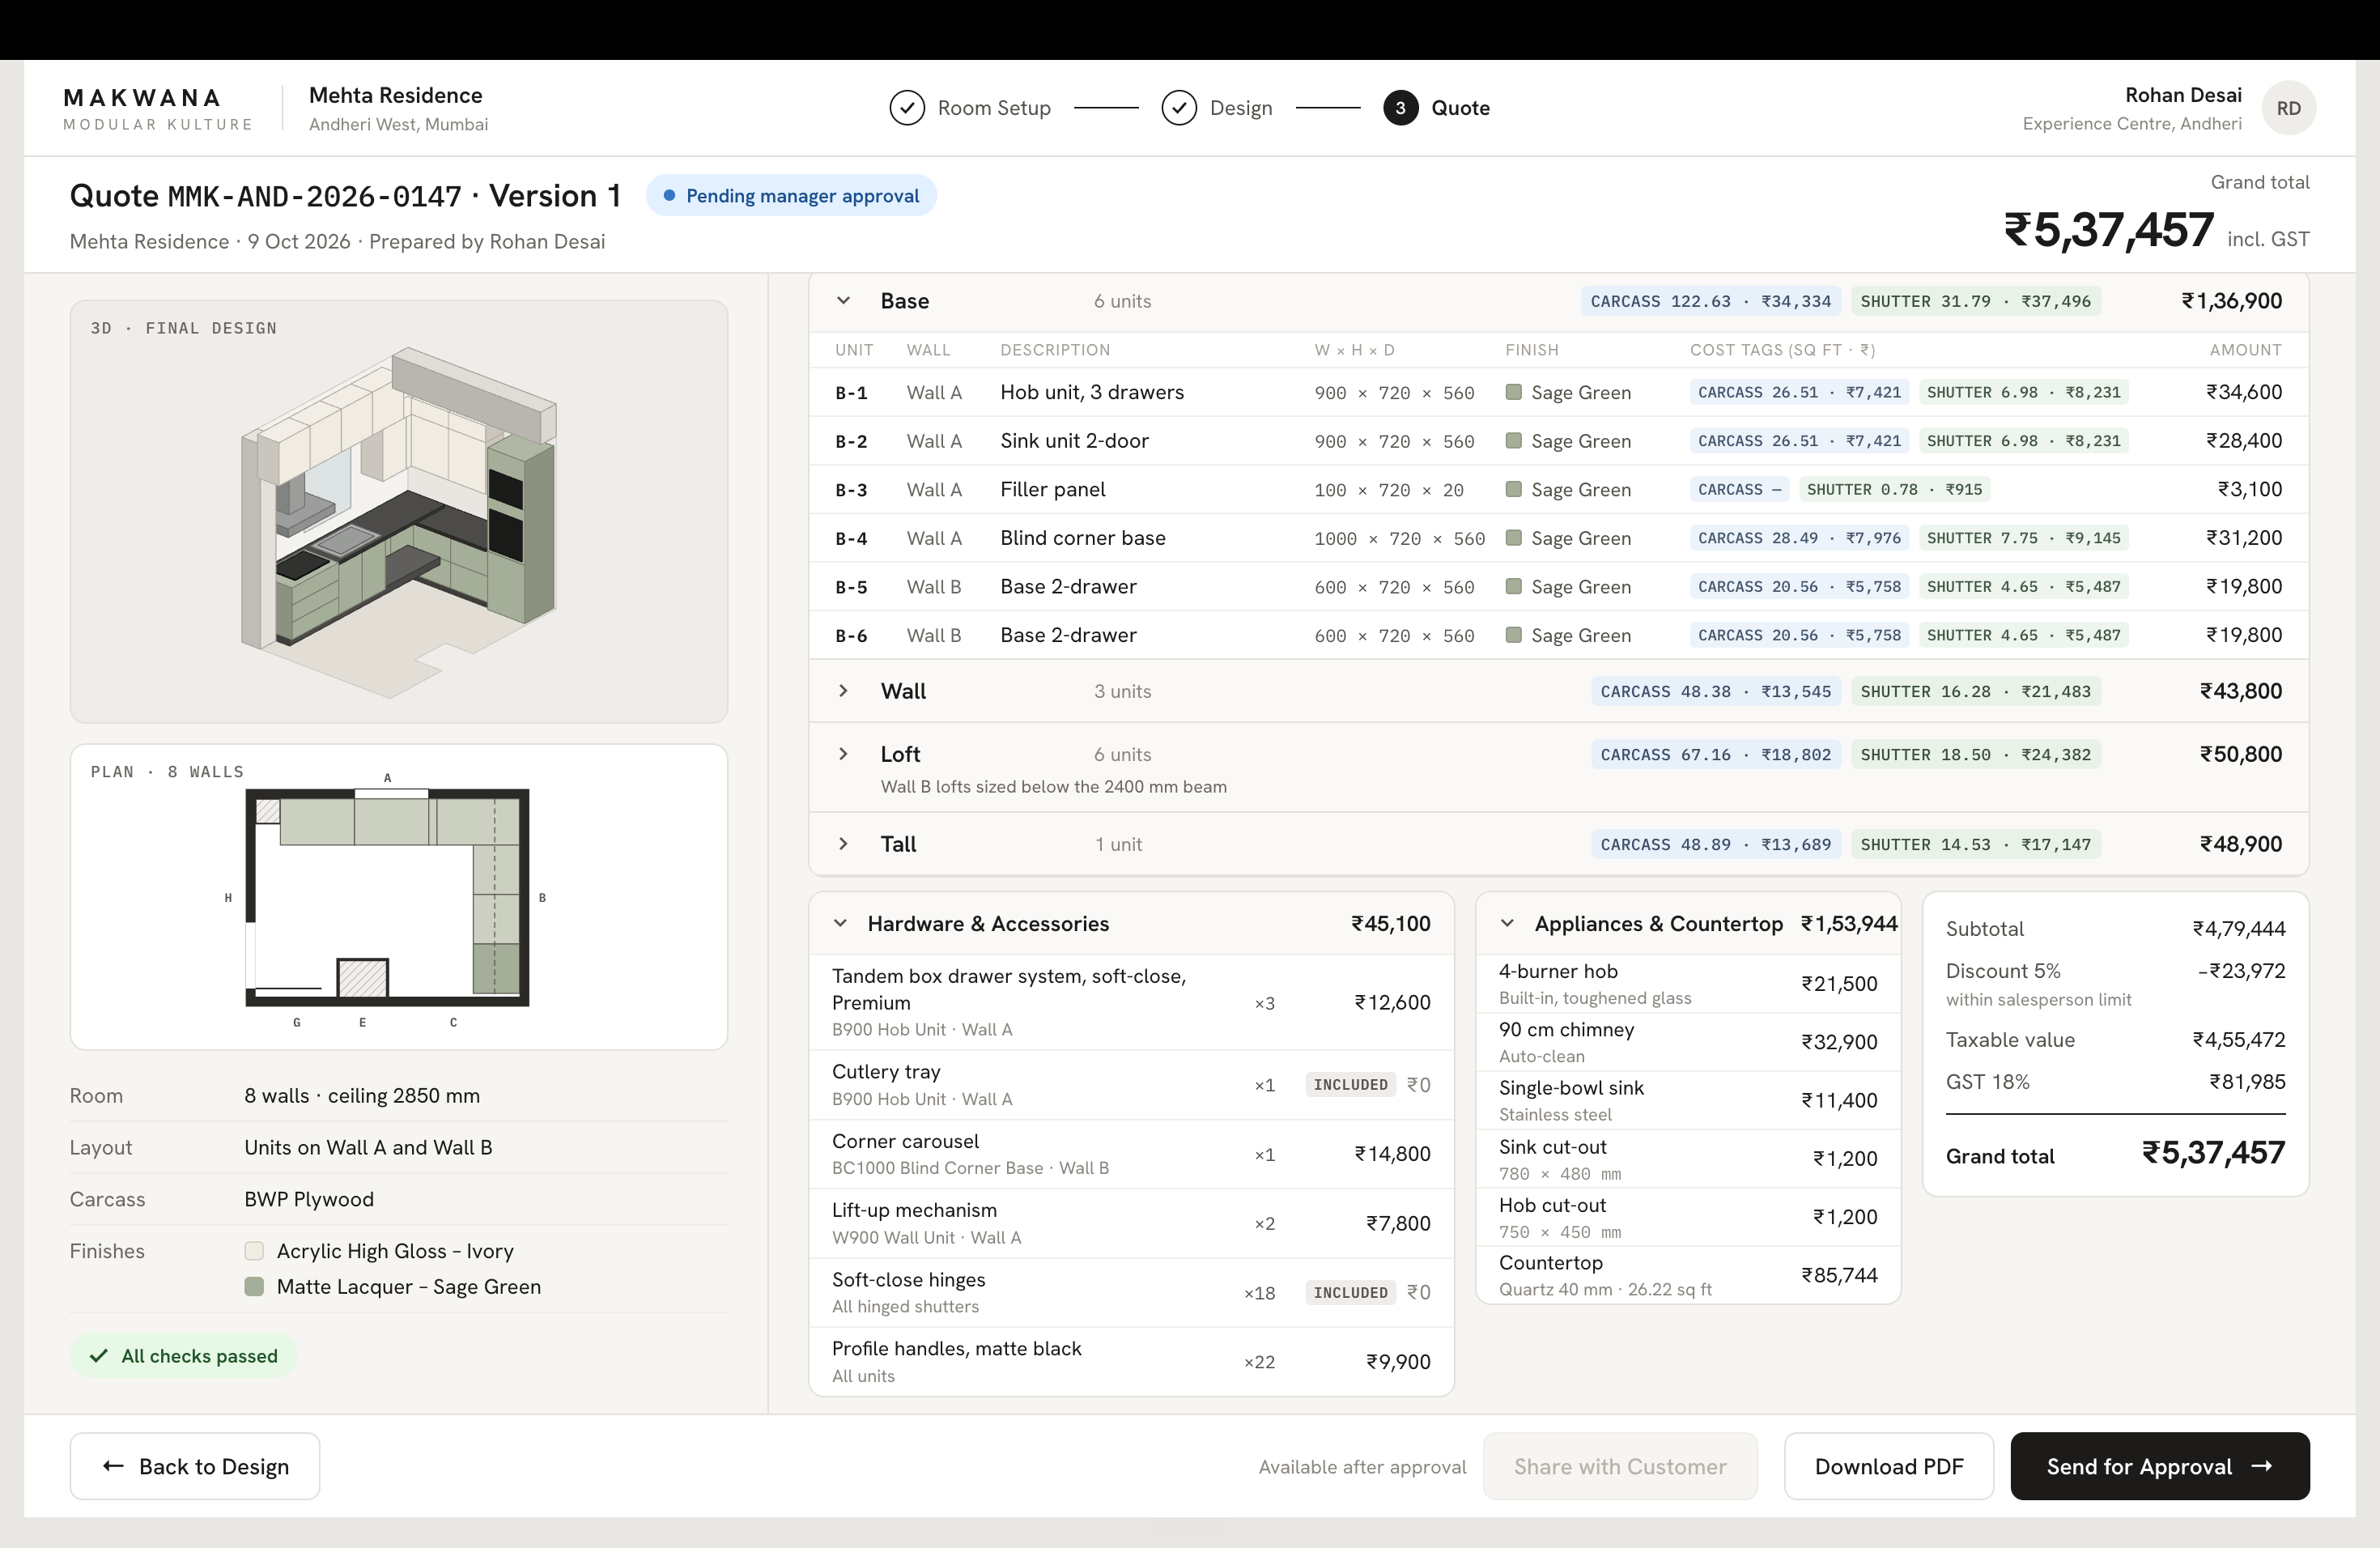 MAKWANA
MODULAR KULTURE
Mehta Residence
Andheri West, Mumbai
Room Setup
Design
3 Quote
Rohan Desai
Experience Centre, Andheri
RD
Quote MMK-AND-2026-0147 · Version 1
Pending manager approval
Mehta Residence · 9 Oct 2026 · Prepared by Rohan Desai
Grand total
₹5,37,457 incl. GST
3D · FINAL DESIGN
PLAN · 8 WALLS
A
H
B
G E C
Room 8 walls · ceiling 2850 mm
Layout Units on Wall A and Wall B
Carcass BWP Plywood
Finishes Acrylic High Gloss – Ivory
Matte Lacquer – Sage Green
All checks passed
Base 6 units CARCASS 122.63 · ₹34,334 SHUTTER 31.79 · ₹37,496 ₹1,36,900
UNIT WALL DESCRIPTION W × H × D FINISH COST TAGS (SQ FT · ₹) AMOUNT
B-1 Wall A Hob unit, 3 drawers 900 × 720 × 560 Sage Green CARCASS 26.51 · ₹7,421 SHUTTER 6.98 · ₹8,231 ₹34,600
B-2 Wall A Sink unit 2-door 900 × 720 × 560 Sage Green CARCASS 26.51 · ₹7,421 SHUTTER 6.98 · ₹8,231 ₹28,400
B-3 Wall A Filler panel 100 × 720 × 20 Sage Green CARCASS — SHUTTER 0.78 · ₹915 ₹3,100
B-4 Wall A Blind corner base 1000 × 720 × 560 Sage Green CARCASS 28.49 · ₹7,976 SHUTTER 7.75 · ₹9,145 ₹31,200
B-5 Wall B Base 2-drawer 600 × 720 × 560 Sage Green CARCASS 20.56 · ₹5,758 SHUTTER 4.65 · ₹5,487 ₹19,800
B-6 Wall B Base 2-drawer 600 × 720 × 560 Sage Green CARCASS 20.56 · ₹5,758 SHUTTER 4.65 · ₹5,487 ₹19,800
Wall 3 units CARCASS 48.38 · ₹13,545 SHUTTER 16.28 · ₹21,483 ₹43,800
Loft 6 units CARCASS 67.16 · ₹18,802 SHUTTER 18.50 · ₹24,382 ₹50,800
Wall B lofts sized below the 2400 mm beam
Tall 1 unit CARCASS 48.89 · ₹13,689 SHUTTER 14.53 · ₹17,147 ₹48,900
Hardware & Accessories ₹45,100
Tandem box drawer system, soft-close,
Premium ×3 ₹12,600
B900 Hob Unit · Wall A
Cutlery tray ×1 INCLUDED ₹0
B900 Hob Unit · Wall A
Corner carousel ×1 ₹14,800
BC1000 Blind Corner Base · Wall B
Lift-up mechanism ×2 ₹7,800
W900 Wall Unit · Wall A
Soft-close hinges ×18 INCLUDED ₹0
All hinged shutters
Profile handles, matte black ×22 ₹9,900
All units
Appliances & Countertop ₹1,53,944
4-burner hob ₹21,500
Built-in, toughened glass
90 cm chimney ₹32,900
Auto-clean
Single-bowl sink ₹11,400
Stainless steel
Sink cut-out ₹1,200
780 × 480 mm
Hob cut-out ₹1,200
750 × 450 mm
Countertop ₹85,744
Quartz 40 mm · 26.22 sq ft
Subtotal ₹4,79,444
Discount 5% –₹23,972
within salesperson limit
Taxable value ₹4,55,472
GST 18% ₹81,985
Grand total ₹5,37,457
← Back to Design
Available after approval
Share with Customer
Download PDF
Send for Approval →